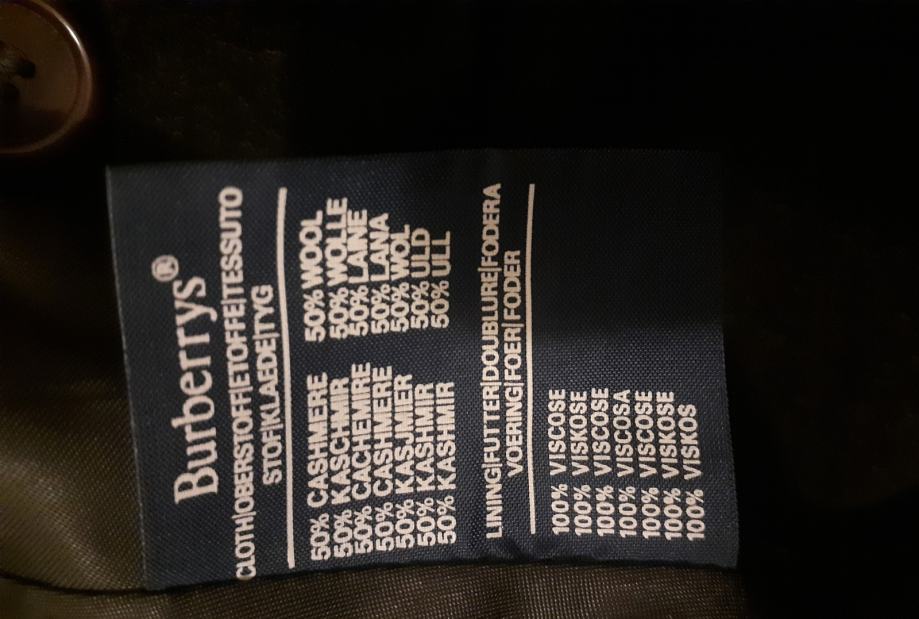 Burberrys®
CLOTH|OBERSTOFF|ETOFFE|TESSUTO
STOF|KLAEDE|TYG
50% CASHMERE 50% WOOL
50% KASCHMIR 50% WOLLE
50% CACHEMIRE 50% LAINE
50% CASHMERE 50% LANA
50% KASJMIER 50% WOL
50% KASHMIR 50% ULD
50% KASHMIR 50% ULL
LINING|FUTTER|DOUBLURE|FODERA
VOERING|FOER|FODER
100% VISCOSE
100% VISKOSE
100% VISCOSE
100% VISCOSA
100% VISCOSE
100% VISKOSE
100% VISKOS